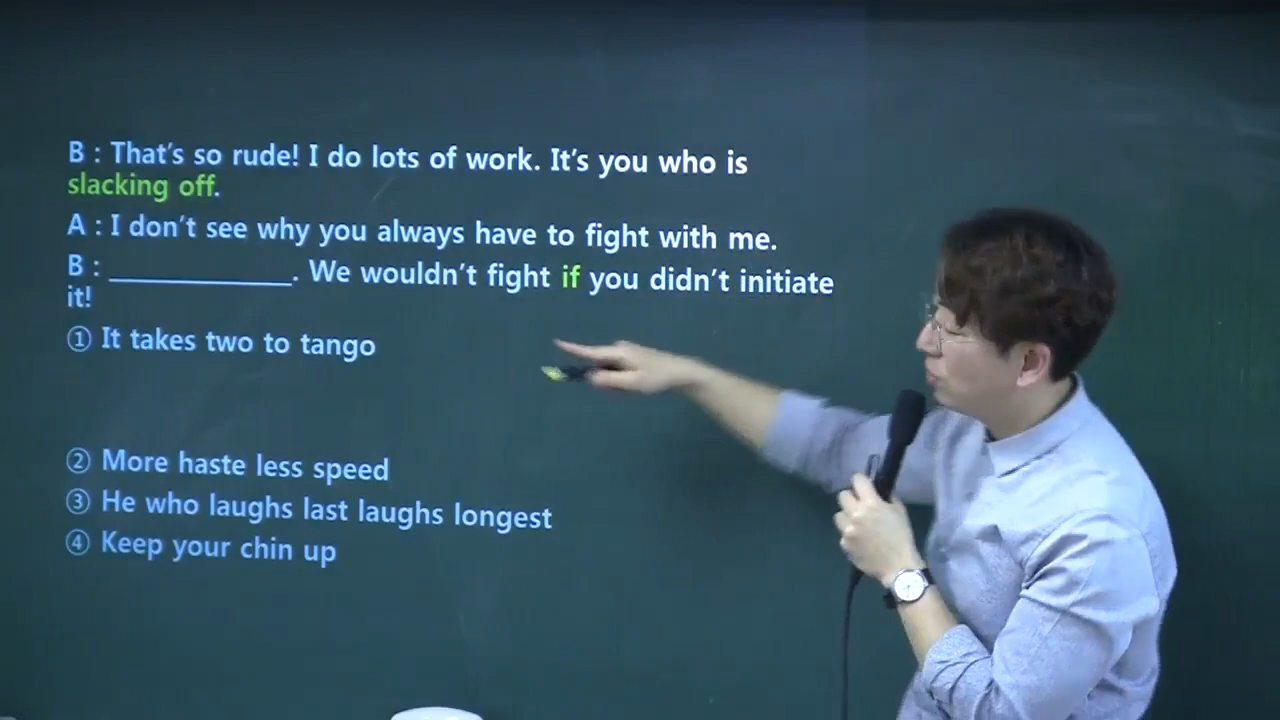 B : That's so rude! I do lots of work. It's you who is
slacking off.
A : I don't see why you always have to fight with me.
B : ____________. We wouldn't fight if you didn't initiate
it!
① It takes two to tango
② More haste less speed
③ He who laughs last laughs longest
④ Keep your chin up